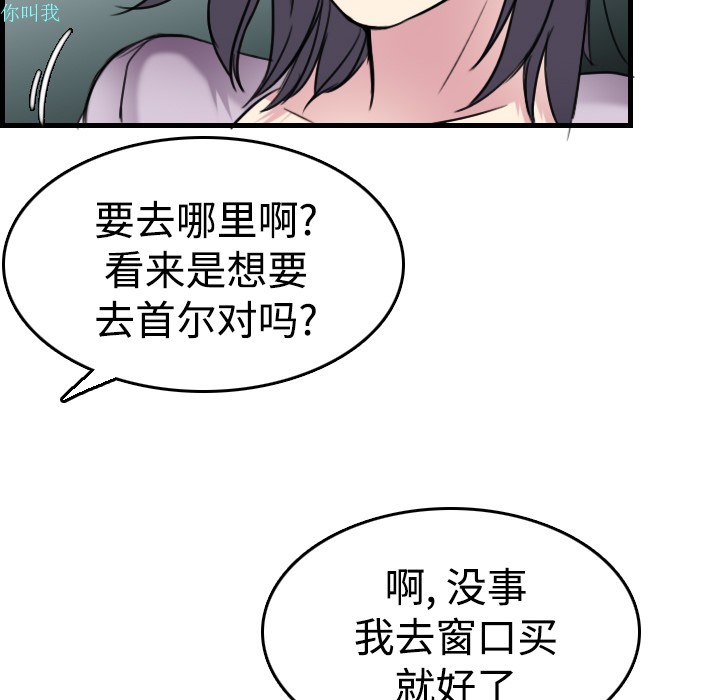 你叫我
要去哪里啊?
看来是想要
去首尔对吗?
啊, 没事
我去窗口买
就好了